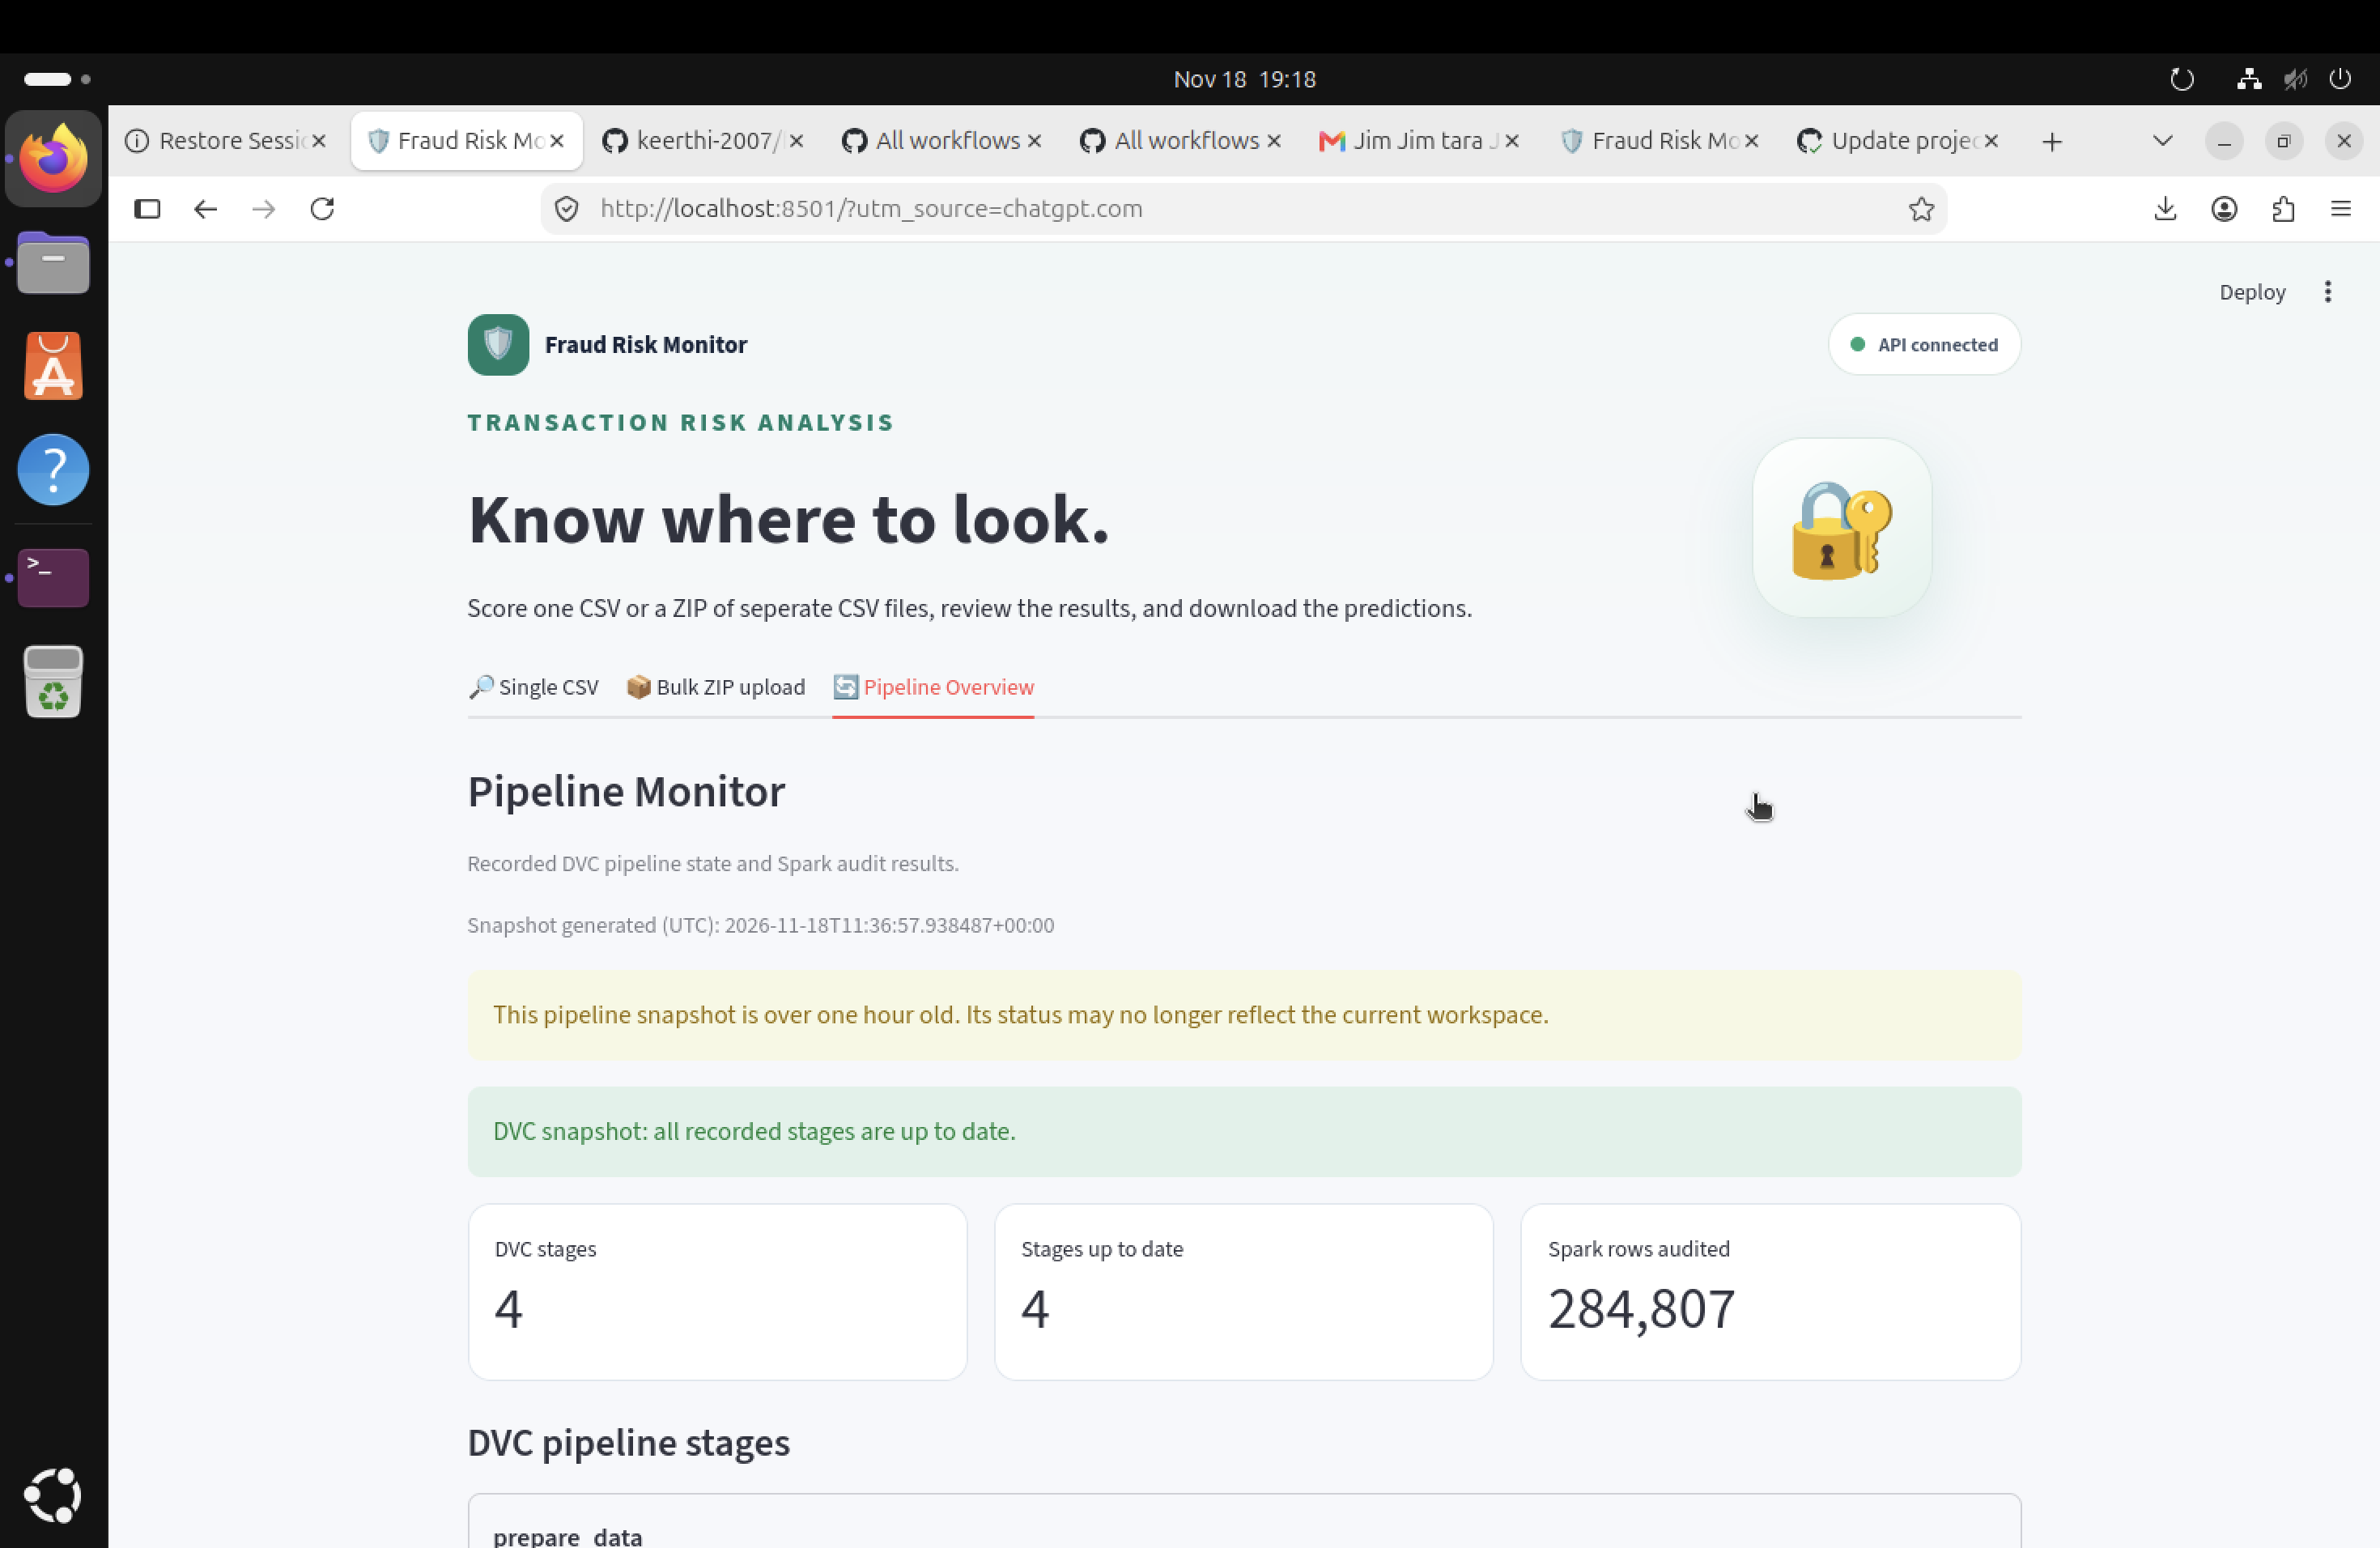 Nov 18 19:18
Restore Sessi
Fraud Risk Mo
keerthi-2007/
All workflows
All workflows
Jim Jim tara J
Fraud Risk Mo
Update projec
http://localhost:8501/?utm_source=chatgpt.com
Deploy
Fraud Risk Monitor
API connected
TRANSACTION RISK ANALYSIS
Know where to look.
Score one CSV or a ZIP of seperate CSV files, review the results, and download the predictions.
Single CSV
Bulk ZIP upload
Pipeline Overview
Pipeline Monitor
Recorded DVC pipeline state and Spark audit results.
Snapshot generated (UTC): 2026-11-18T11:36:57.938487+00:00
This pipeline snapshot is over one hour old. Its status may no longer reflect the current workspace.
DVC snapshot: all recorded stages are up to date.
DVC stages
4
Stages up to date
4
Spark rows audited
284,807
DVC pipeline stages
prepare_data